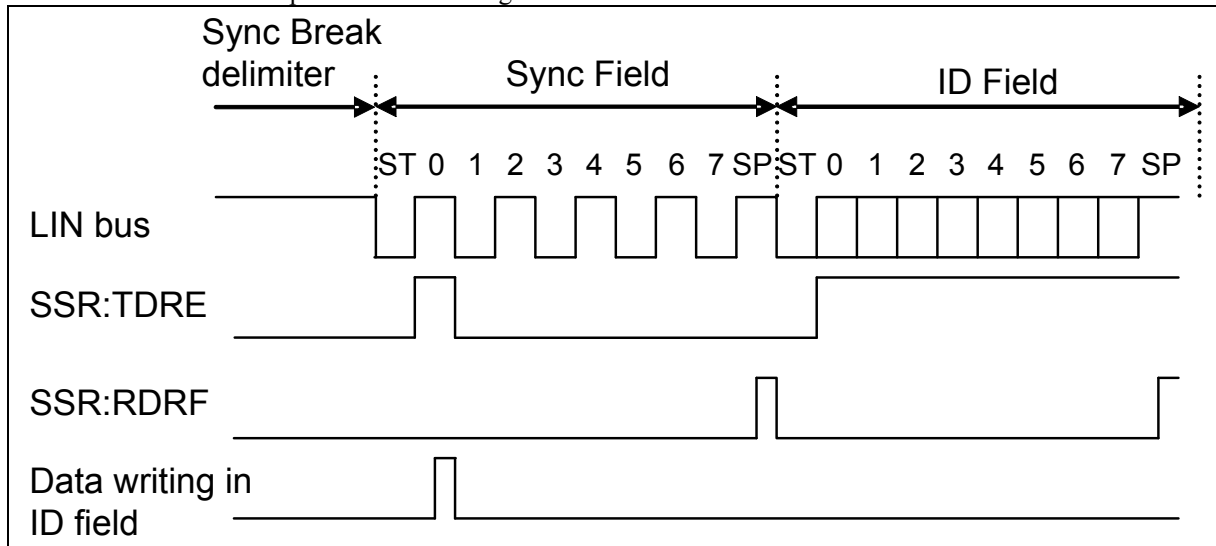 Sync Break
delimiter
Sync Field
ID Field
ST 0 1 2 3 4 5 6 7 SP ST 0 1 2 3 4 5 6 7 SP
LIN bus
SSR:TDRE
SSR:RDRF
Data writing in
ID field